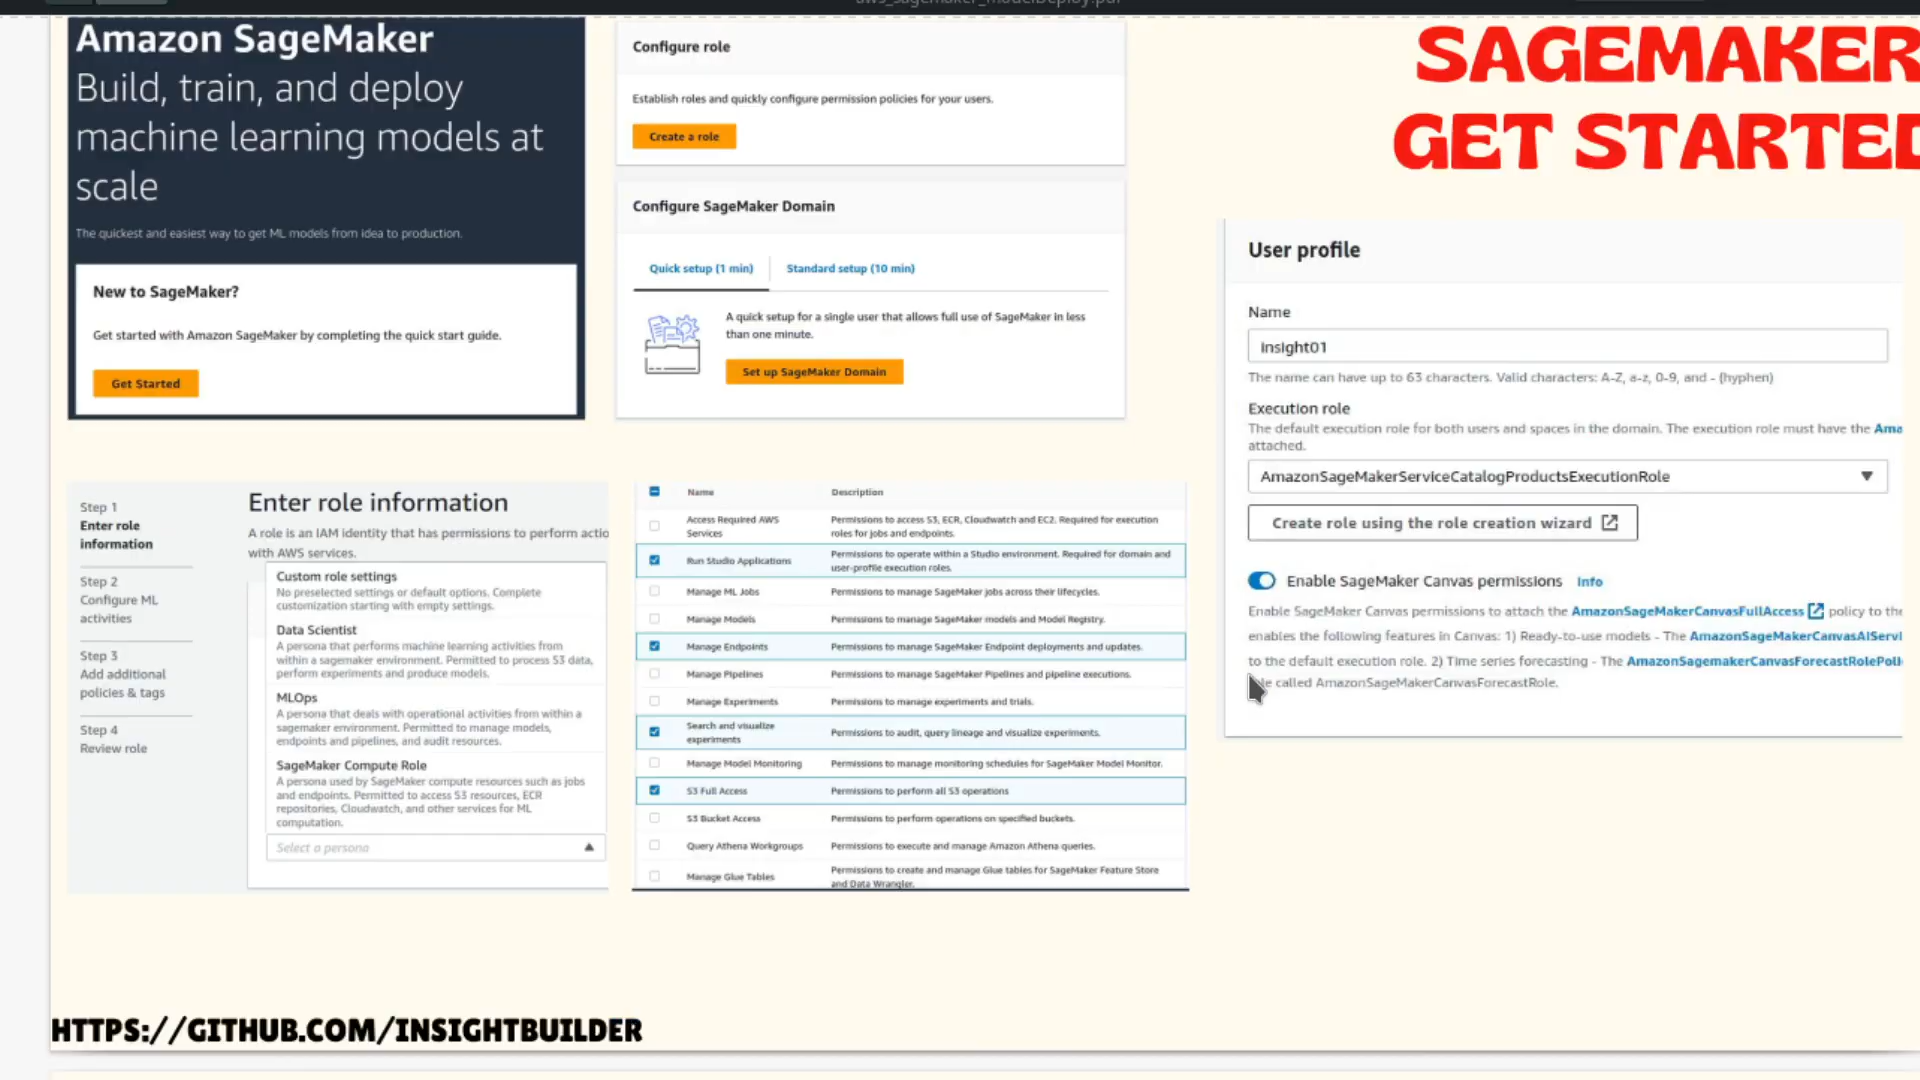 aws_sagemaker_modelDeploy.pdf
SAGEMAKER
GET STARTED
Amazon SageMaker
Build, train, and deploy
machine learning models at
scale
The quickest and easiest way to get ML models from idea to production.
New to SageMaker?
Get started with Amazon SageMaker by completing the quick start guide.
Get Started
Configure role
Establish roles and quickly configure permission policies for your users.
Create a role
Configure SageMaker Domain
Quick setup (1 min)
Standard setup (10 min)
A quick setup for a single user that allows full use of SageMaker in less
than one minute.
Set up SageMaker Domain
User profile
Name
insight01
The name can have up to 63 characters. Valid characters: A-Z, a-z, 0-9, and - (hyphen)
Execution role
The default execution role for both users and spaces in the domain. The execution role must have the Ama
attached.
AmazonSageMakerServiceCatalogProductsExecutionRole
Create role using the role creation wizard
Enable SageMaker Canvas permissions Info
Enable SageMaker Canvas permissions to attach the AmazonSageMakerCanvasFullAccess policy to the
enables the following features in Canvas: 1) Ready-to-use models - The AmazonSageMakerCanvasAIServi
to the default execution role. 2) Time series forecasting - The AmazonSagemakerCanvasForecastRolePoli
called AmazonSageMakerCanvasForecastRole.
Step 1
Enter role
information
Step 2
Configure ML
activities
Step 3
Add additional
policies & tags
Step 4
Review role
Enter role information
A role is an IAM identity that has permissions to perform actio
with AWS services.
Custom role settings
No preselected settings or default options. Complete
customization starting with empty settings.
Data Scientist
A persona that performs machine learning activities from
within a sagemaker environment. Permitted to process S3 data,
perform experiments and produce models.
MLOps
A persona that deals with operational activities from within a
sagemaker environment. Permitted to manage models,
endpoints and pipelines, and audit resources.
SageMaker Compute Role
A persona used by SageMaker compute resources such as jobs
and endpoints. Permitted to access S3 resources, ECR
repositories, Cloudwatch, and other services for ML
computation.
Select a persona
Name Description
Access Required AWS
Services
Permissions to access S3, ECR, Cloudwatch and EC2. Required for execution
roles for jobs and endpoints.
Run Studio Applications
Permissions to operate within a Studio environment. Required for domain and
user-profile execution roles.
Manage ML Jobs Permissions to manage SageMaker jobs across their lifecycles.
Manage Models Permissions to manage SageMaker models and Model Registry.
Manage Endpoints Permissions to manage SageMaker Endpoint deployments and updates.
Manage Pipelines Permissions to manage SageMaker Pipelines and pipeline executions.
Manage Experiments Permissions to manage experiments and trials.
Search and visualize
experiments
Permissions to audit, query lineage and visualize experiments.
Manage Model Monitoring Permissions to manage monitoring schedules for SageMaker Model Monitor.
S3 Full Access Permissions to perform all S3 operations
S3 Bucket Access Permissions to perform operations on specified buckets.
Query Athena Workgroups Permissions to execute and manage Amazon Athena queries.
Manage Glue Tables
Permissions to create and manage Glue tables for SageMaker Feature Store
and Data Wrangler.
HTTPS://GITHUB.COM/INSIGHTBUILDER